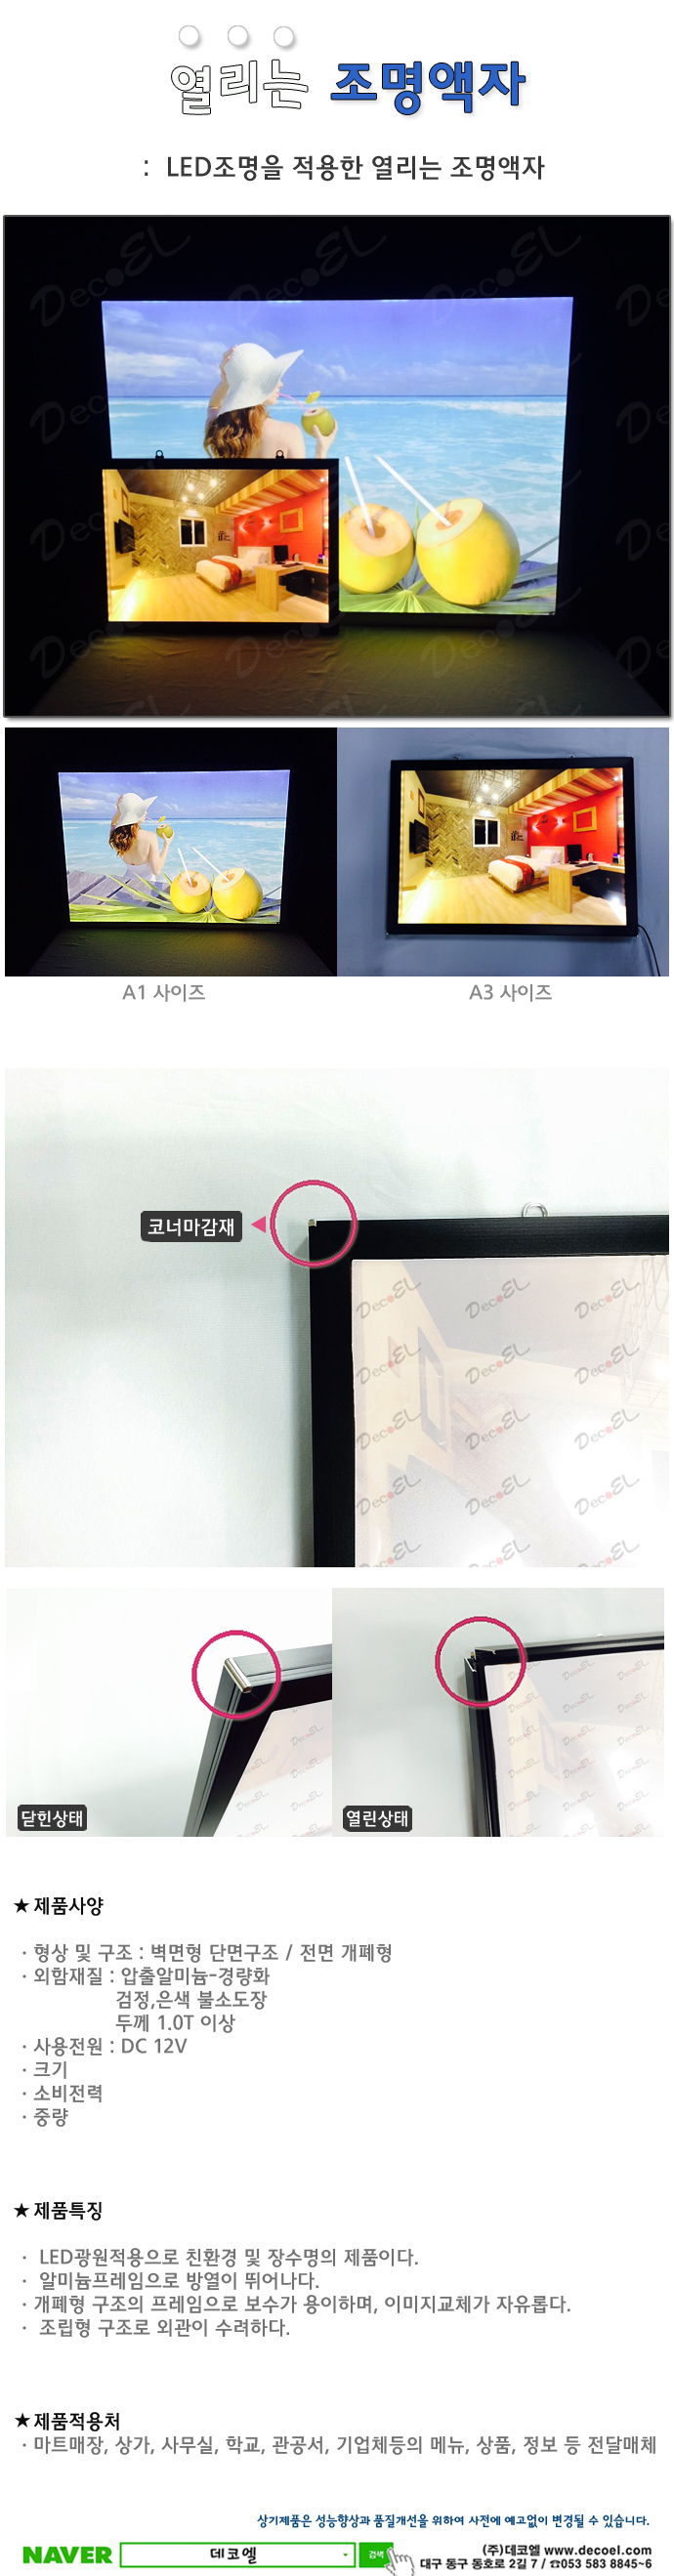 열리는 조명액자
: LED조명을 적용한 열리는 조명액자
DecoEL
A1 사이즈
A3 사이즈
코너마감재
DecoEL
닫힌상태
열린상태
★ 제품사양
· 형상 및 구조 : 벽면형 단면구조 / 전면 개폐형
· 외함재질 : 압출알미늄-경량화
검정,은색 불소도장
두께 1.0T 이상
· 사용전원 : DC 12V
· 크기
· 소비전력
· 중량
★ 제품특징
· LED광원적용으로 친환경 및 장수명의 제품이다.
· 알미늄프레임으로 방열이 뛰어나다.
· 개폐형 구조의 프레임으로 보수가 용이하며, 이미지교체가 자유롭다.
· 조립형 구조로 외관이 수려하다.
★제품적용처
· 마트매장, 상가, 사무실, 학교, 관공서, 기업체등의 메뉴, 상품, 정보 등 전달매체
상기제품은 성능향상과 품질개선을 위하여 사전에 예고없이 변경될 수 있습니다.
NAVER 데코엘 검색
(주)데코엘 www.decoel.com
대구 동구 동호로 2길 7 / ☎053 583 8845~6